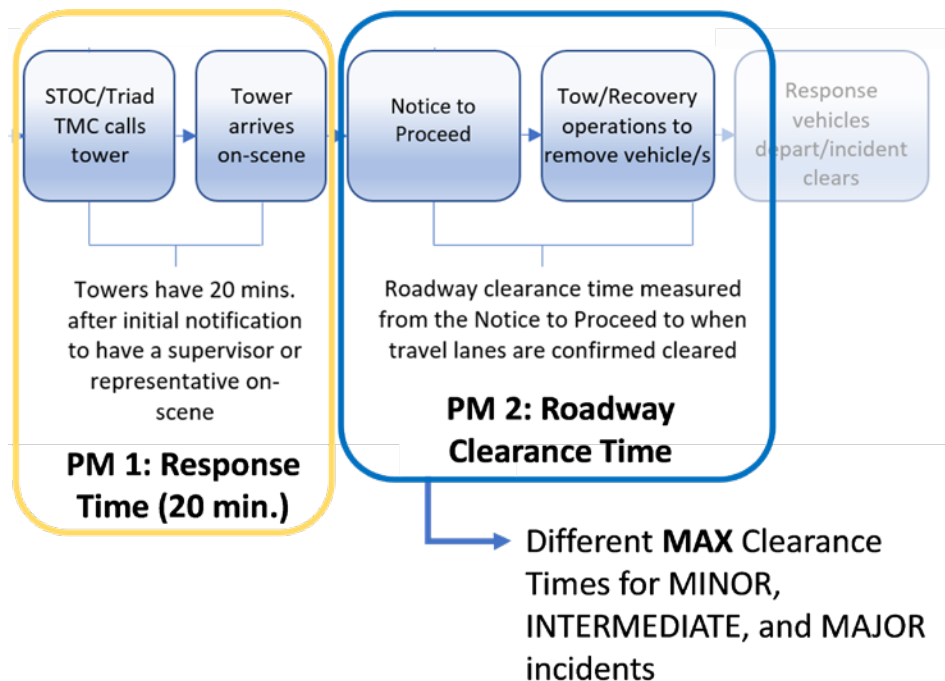 STOC/Triad
TMC calls
tower
Tower
arrives
on-scene
Notice to
Proceed
Tow/Recovery
operations to
remove vehicle/s
Response
vehicles
depart/incident
clears
Towers have 20 mins.
after initial notification
to have a supervisor or
representative on-
scene
Roadway clearance time measured
from the Notice to Proceed to when
travel lanes are confirmed cleared
PM 1: Response
Time (20 min.)
PM 2: Roadway
Clearance Time
Different MAX Clearance
Times for MINOR,
INTERMEDIATE, and MAJOR
incidents